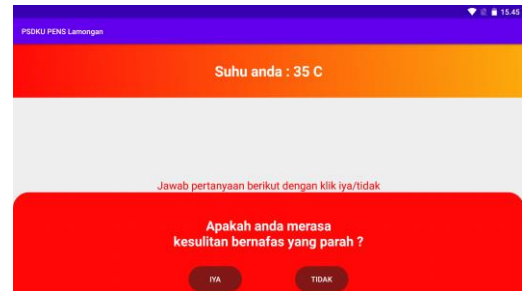 15.45
PSDKU PENS Lamongan
Suhu anda : 35 C
Jawab pertanyaan berikut dengan klik iya/tidak
Apakah anda merasa
kesulitan bernafas yang parah ?
IYA
TIDAK